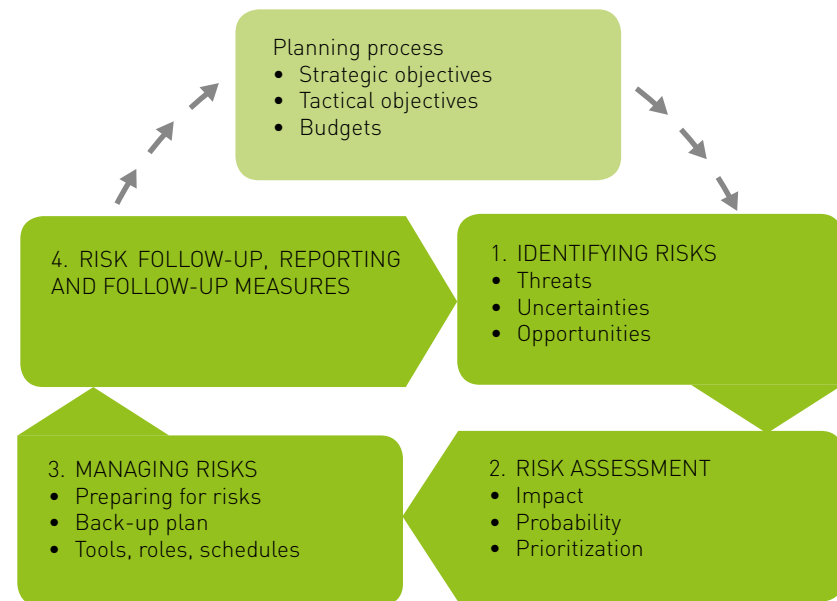 Planning process
• Strategic objectives
• Tactical objectives
• Budgets
4. RISK FOLLOW-UP, REPORTING
AND FOLLOW-UP MEASURES
1. IDENTIFYING RISKS
• Threats
• Uncertainties
• Opportunities
3. MANAGING RISKS
• Preparing for risks
• Back-up plan
• Tools, roles, schedules
2. RISK ASSESSMENT
• Impact
• Probability
• Prioritization